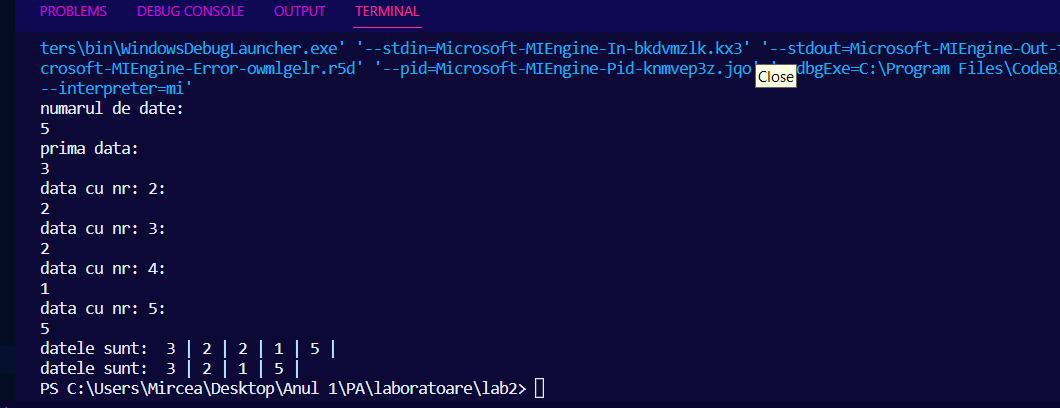 PROBLEMS DEBUG CONSOLE OUTPUT TERMINAL
ters\bin\WindowsDebugLauncher.exe' '--stdin=Microsoft-MIEngine-In-bkdvmzlk.kx3' '--stdout=Microsoft-MIEngine-Out-
crosoft-MIEngine-Error-owmlgelr.r5d' '--pid=Microsoft-MIEngine-Pid-knmvep3z.jqo' dbgExe=C:\Program Files\CodeBl
Close
--interpreter=mi'
numarul de date:
5
prima data:
3
data cu nr: 2:
2
data cu nr: 3:
2
data cu nr: 4:
1
data cu nr: 5:
5
datele sunt:  3 | 2 | 2 | 1 | 5 |
datele sunt:  3 | 2 | 1 | 5 |
PS C:\Users\Mircea\Desktop\Anul 1\PA\laboratoare\lab2>